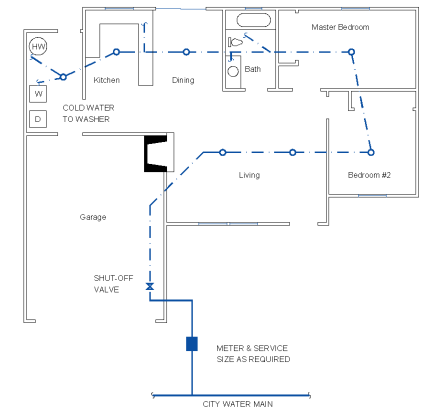 Master Bedroom
HW
Kitchen
Dining
Bath
W
COLD WATER
TO WASHER
D
Living
Bedroom #2
Garage
SHUT-OFF
VALVE
METER & SERVICE
SIZE AS REQUIRED
CITY WATER MAIN